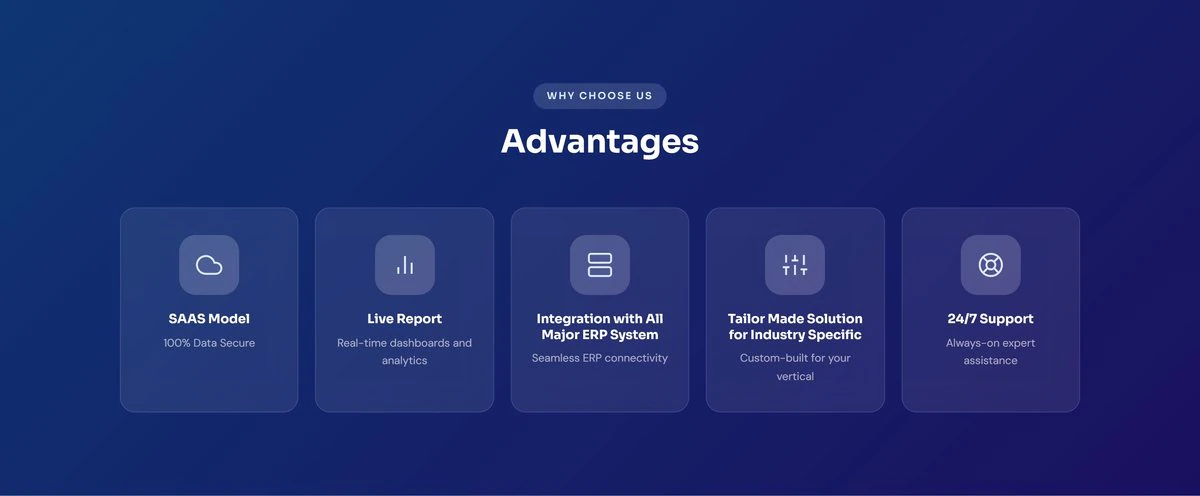 WHY CHOOSE US
Advantages
SAAS Model
100% Data Secure
Live Report
Real-time dashboards and
analytics
Integration with All
Major ERP System
Seamless ERP connectivity
Tailor Made Solution
for Industry Specific
Custom-built for your
vertical
24/7 Support
Always-on expert
assistance